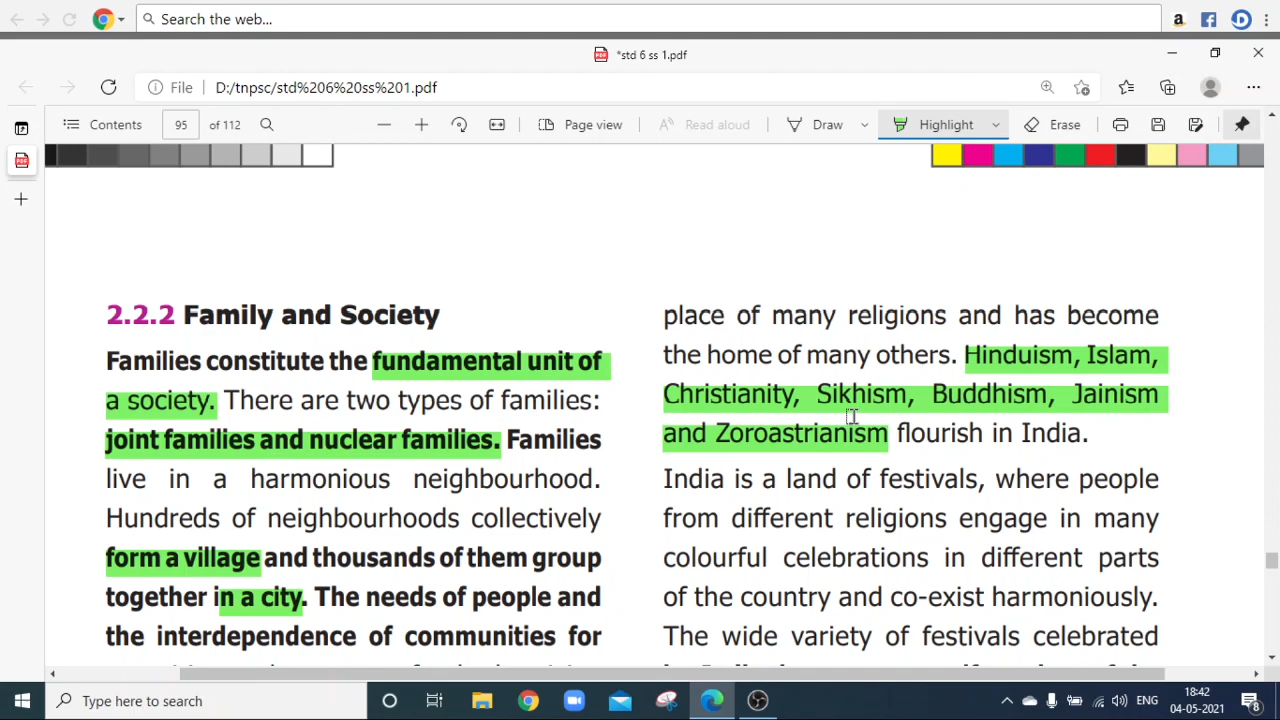 Search the web...
*std 6 ss 1.pdf
File D:/tnpsc/std%206%20ss%201.pdf
Contents 95 of 112 Page view Read aloud Draw Highlight Erase
2.2.2 Family and Society
Families constitute the fundamental unit of
a society. There are two types of families:
joint families and nuclear families. Families
live in a harmonious neighbourhood.
Hundreds of neighbourhoods collectively
form a village and thousands of them group
together in a city. The needs of people and
the interdependence of communities for
place of many religions and has become
the home of many others. Hinduism, Islam,
Christianity, Sikhism, Buddhism, Jainism
and Zoroastrianism flourish in India.
India is a land of festivals, where people
from different religions engage in many
colourful celebrations in different parts
of the country and co-exist harmoniously.
The wide variety of festivals celebrated
Type here to search
ENG
18:42
04-05-2021
8